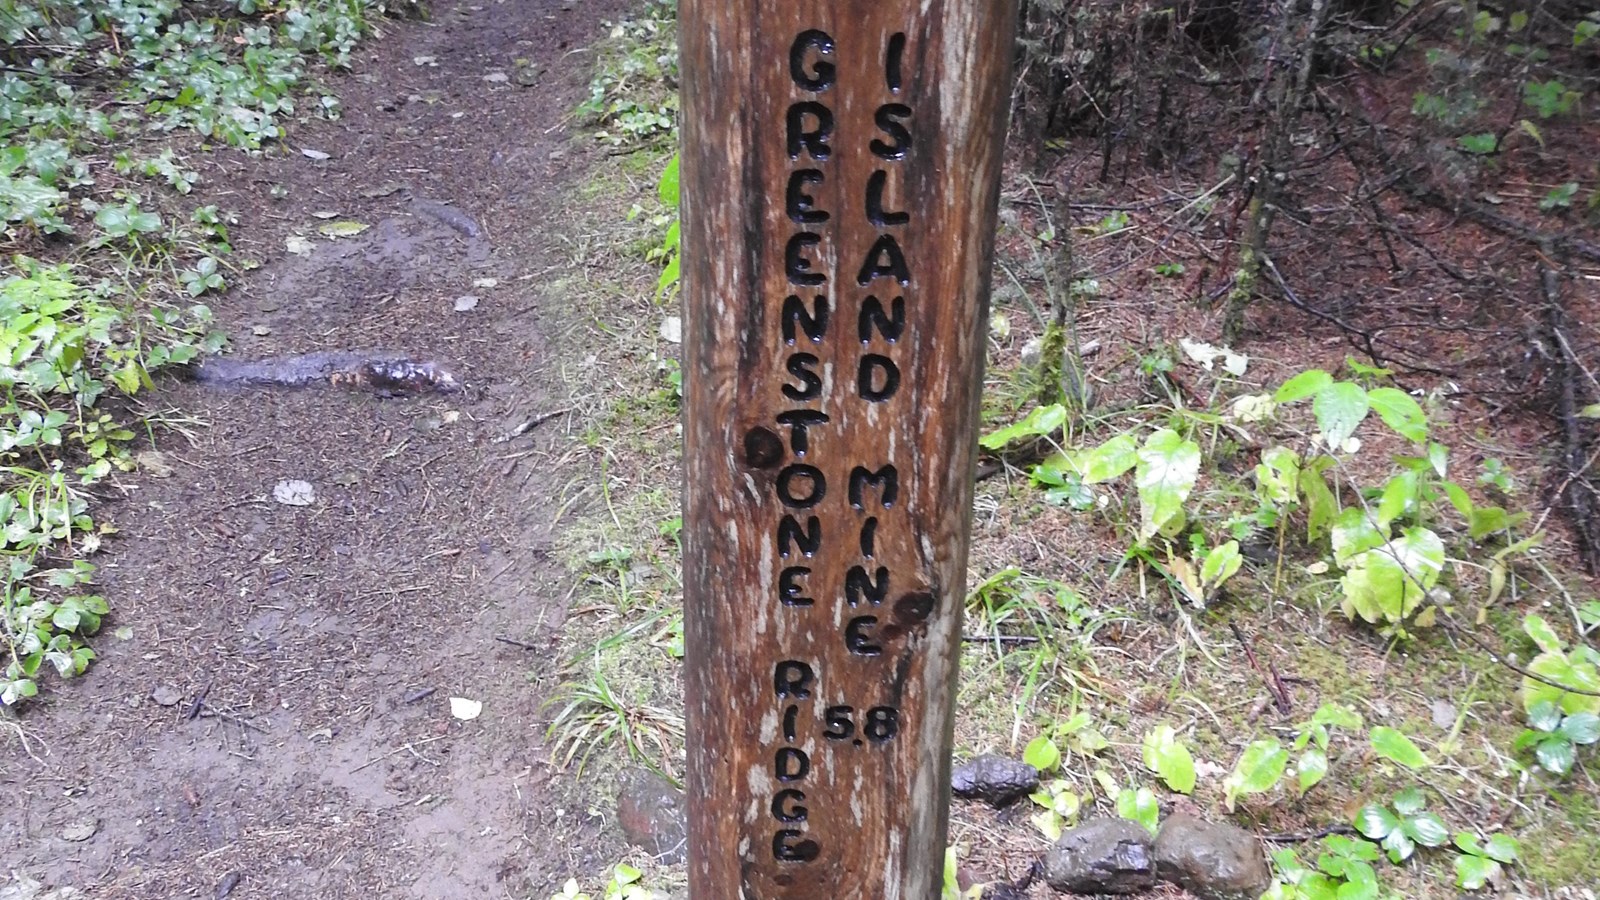 GREENSTONE RIDGE
ISLAND MINE
5.8